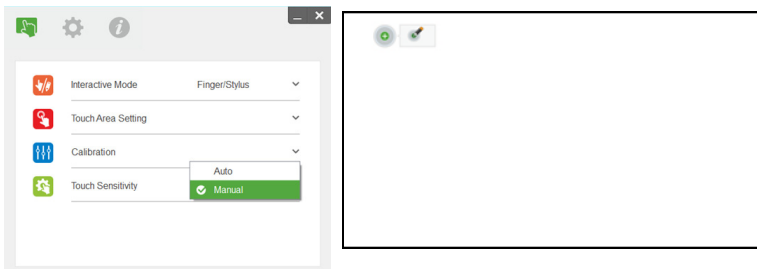 Interactive Mode Finger/Stylus
Touch Area Setting
Calibration
Auto
Touch Sensitivity Manual